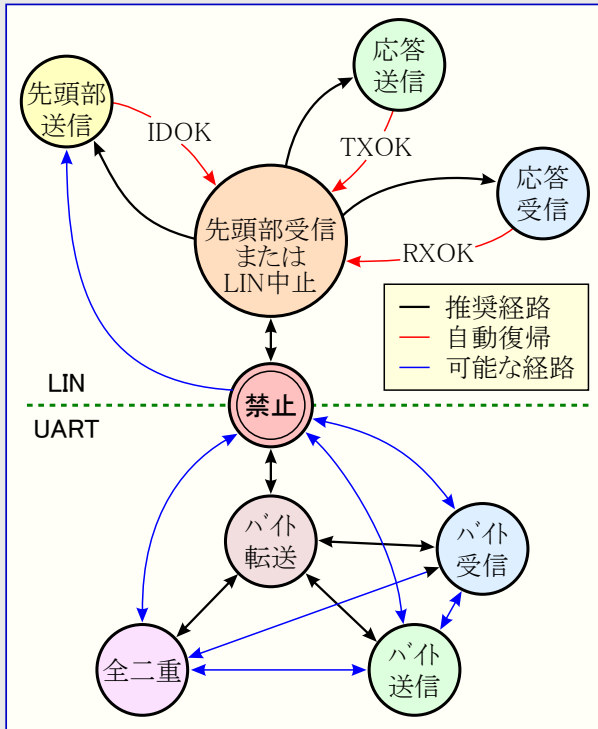 応答
送信
先頭部
送信
IDOK
TXOK
応答
受信
先頭部受信
または
LIN中止
RXOK
推奨経路
自動復帰
可能な経路
LIN
禁止
UART
バイト
転送
バイト
受信
全二重
バイト
送信